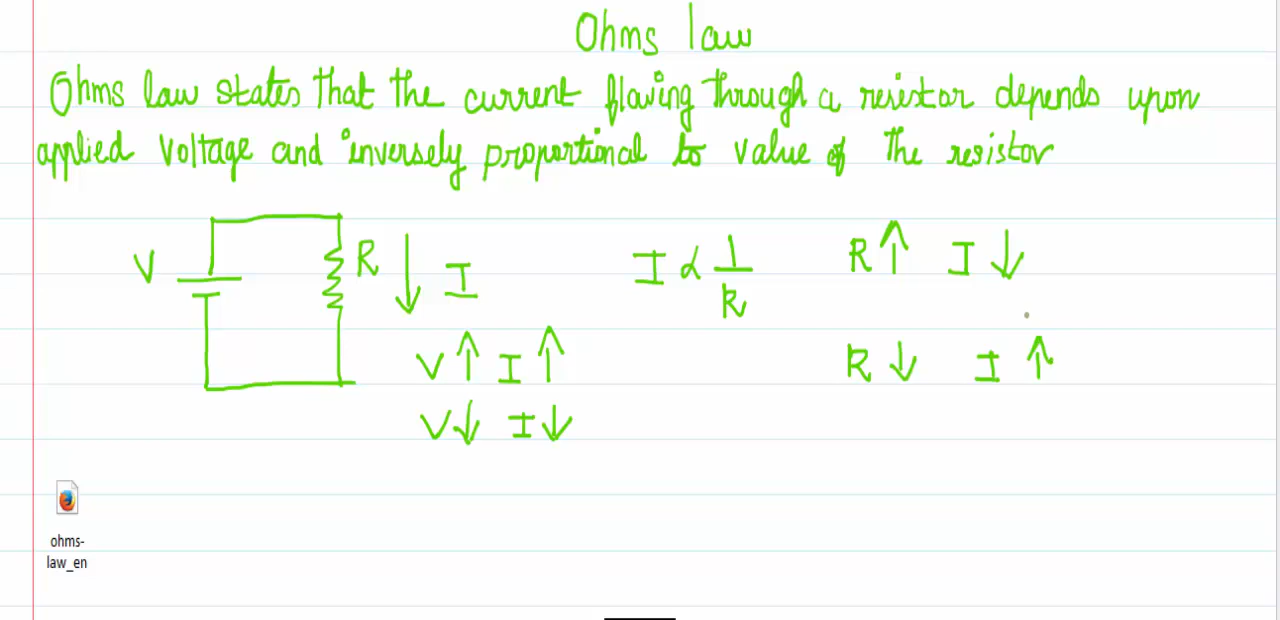 Ohms law
Ohms law states that the current flowing through a resistor depends upon
applied voltage and inversely proportional to value of the resistor
V R ↓ I
I ∝ 1/R
R ↑ I ↓
V ↑ I ↑
R ↓ I ↑
V ↓ I ↓
ohms-
law_en